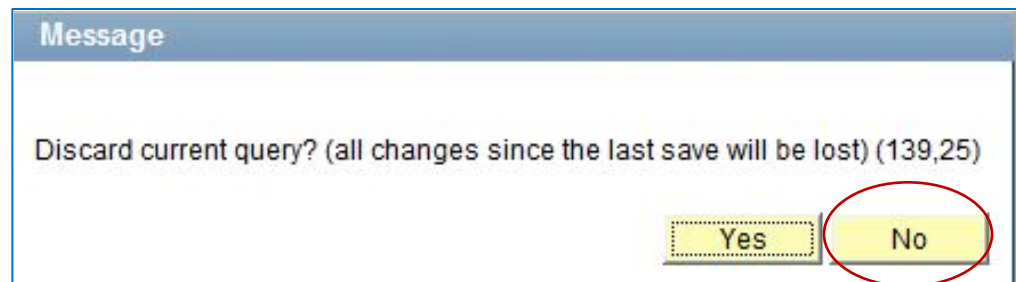 Message
Discard current query? (all changes since the last save will be lost) (139,25)
Yes No